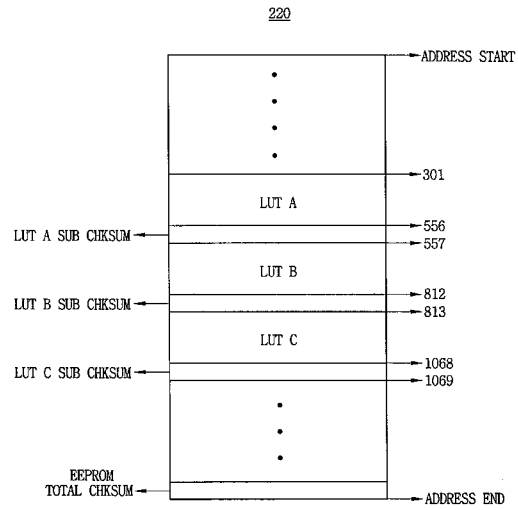 220
ADDRESS START
301
LUT A
556
LUT A SUB CHKSUM
557
LUT B
812
LUT B SUB CHKSUM
813
LUT C
1068
LUT C SUB CHKSUM
1069
EEPROM
TOTAL CHKSUM
ADDRESS END